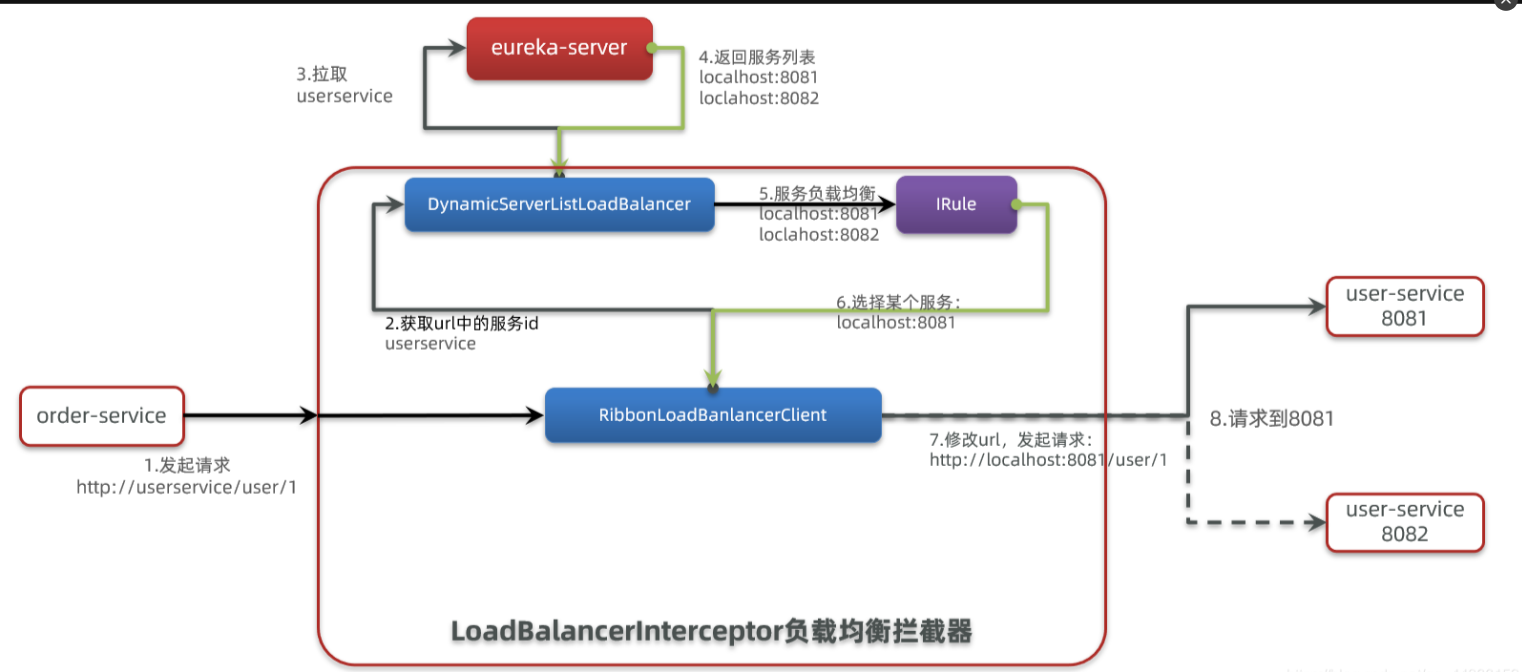 eureka-server
3.拉取
userservice
4.返回服务列表
localhost:8081
loclahost:8082
DynamicServerListLoadBalancer
5.服务负载均衡
localhost:8081
loclahost:8082
IRule
2.获取url中的服务id
userservice
6.选择某个服务：
localhost:8081
user-service
8081
order-service
1.发起请求
http://userservice/user/1
RibbonLoadBanlancerClient
7.修改url，发起请求：
http://localhost:8081/user/1
8.请求到8081
user-service
8082
LoadBalancerInterceptor负载均衡拦截器